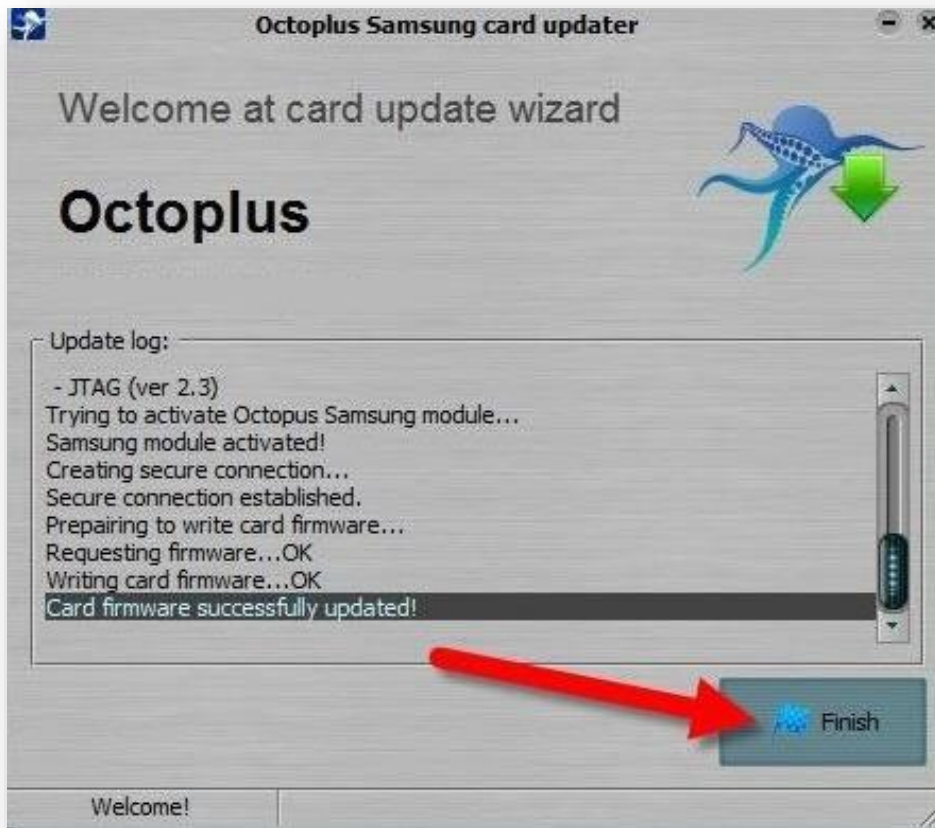 Octoplus Samsung card updater
Welcome at card update wizard
Octoplus
Update log:
- JTAG (ver 2.3)
Trying to activate Octopus Samsung module...
Samsung module activated!
Creating secure connection...
Secure connection established.
Prepairing to write card firmware...
Requesting firmware...OK
Writing card firmware...OK
Card firmware successfully updated!
Finish
Welcome!